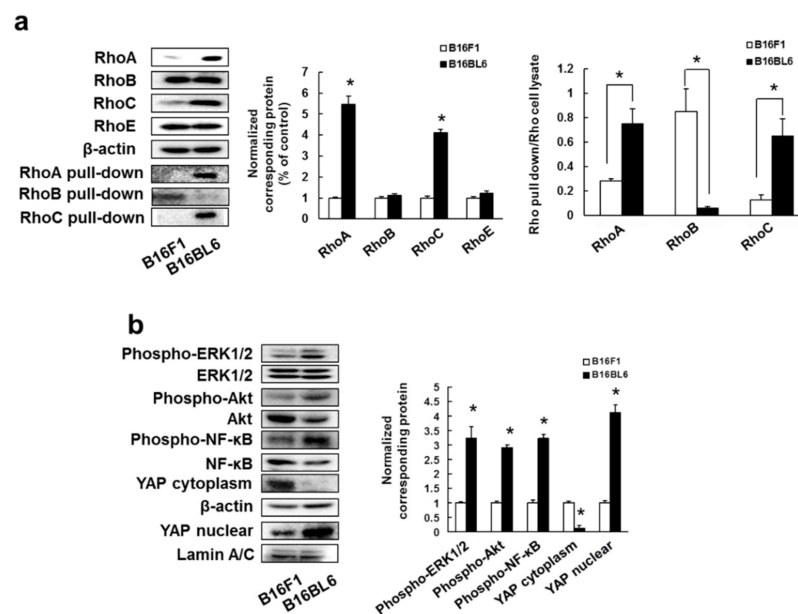 a
RhoA
RhoB
RhoC
RhoE
β-actin
RhoA pull-down
RhoB pull-down
RhoC pull-down
B16F1
B16BL6
Normalized
corresponding protein
(% of control)
7
6
5
4
3
2
1
0
B16F1
B16BL6
*
*
RhoA
RhoB
RhoC
RhoE
Rho pull down/Rho cell lysate
1.2
1
0.8
0.6
0.4
0.2
0
B16F1
B16BL6
*
*
*
RhoA
RhoB
RhoC
b
Phospho-ERK1/2
ERK1/2
Phospho-Akt
Akt
Phospho-NF-κB
NF-κB
YAP cytoplasm
β-actin
YAP nuclear
Lamin A/C
B16F1
B16BL6
Normalized
corresponding protein
5
4.5
4
3.5
3
2.5
2
1.5
1
0.5
0
B16F1
B16BL6
*
*
*
*
*
Phospho-ERK1/2
Phospho-Akt
Phospho-NF-κB
YAP cytoplasm
YAP nuclear